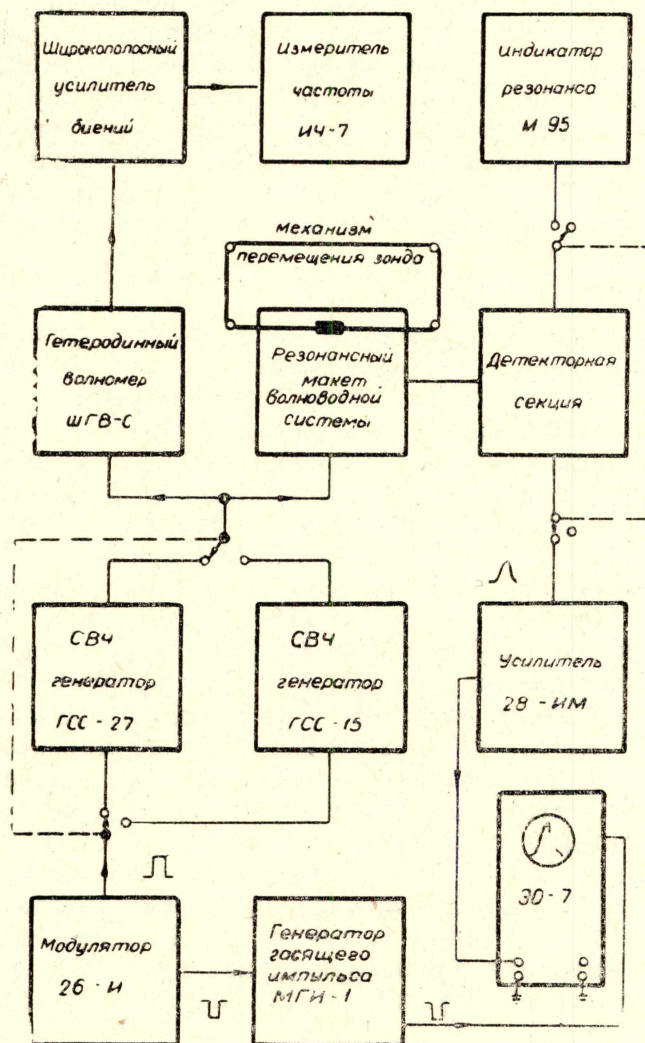 Широкополосный
усилитель
биений
Измеритель
частоты
ИЧ-7
Индикатор
резонанса
М 95
механизм
перемещения зонда
Гетеродинный
волномер
ШГВ-С
Резонансный
макет
волноводной
системы
Детекторная
секция
СВЧ
генератор
ГСС - 27
СВЧ
генератор
ГСС - 15
Усилитель
28 - ИМ
ЭО - 7
Модулятор
26 - И
Генератор
гасящего
импульса
МГИ - 1